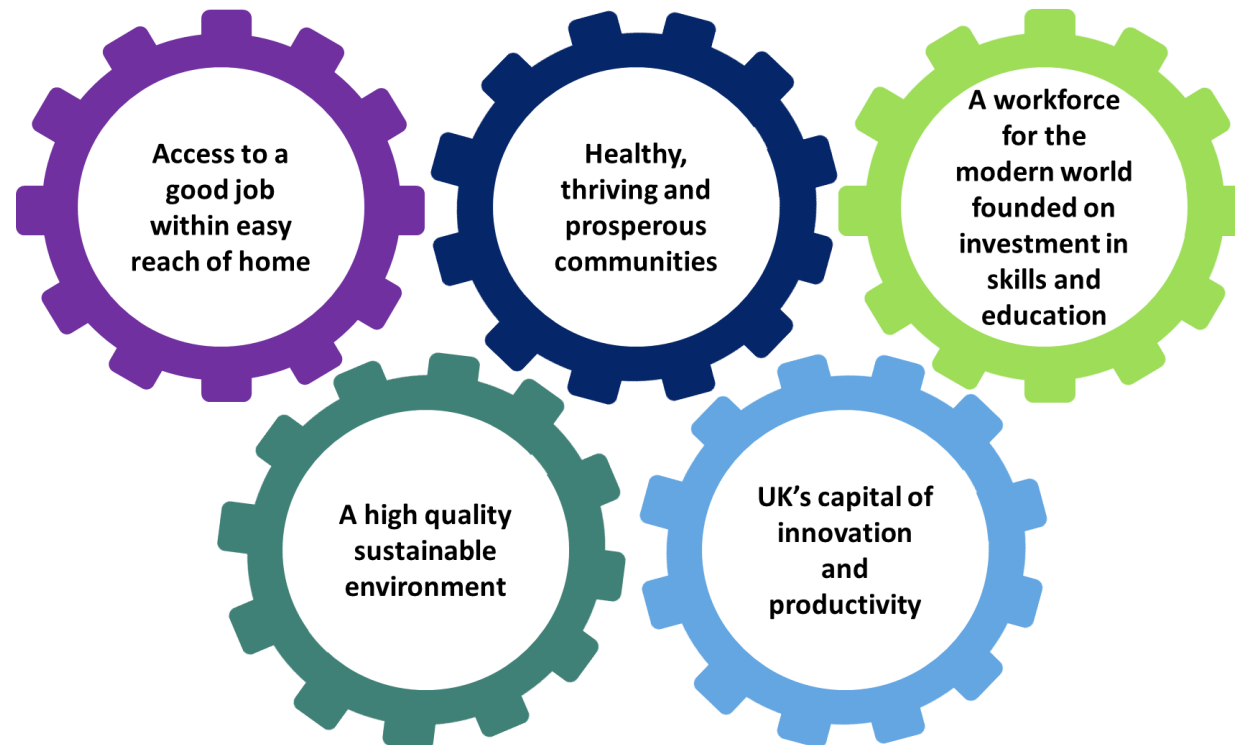 Access to a
good job
within easy
reach of home
Healthy,
thriving and
prosperous
communities
A workforce
for the
modern world
founded on
investment in
skills and
education
A high quality
sustainable
environment
UK’s capital of
innovation
and
productivity